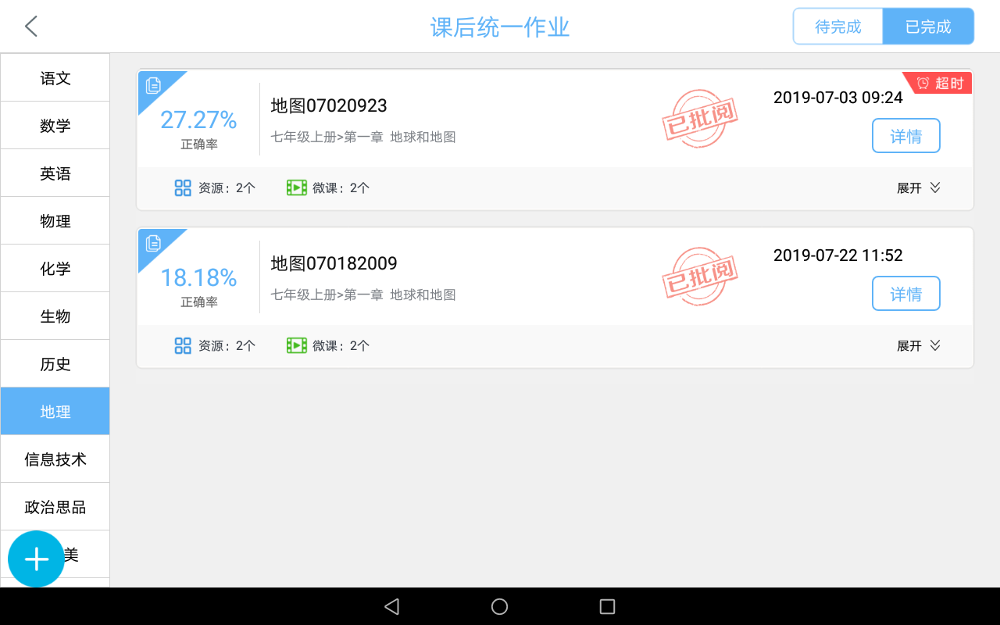 课后统一作业
待完成
已完成
语文
数学
英语
物理
化学
生物
历史
地理
信息技术
政治思品
美
27.27%
正确率
地图07020923
七年级上册>第一章 地球和地图
已批阅
超时
2019-07-03 09:24
详情
资源：2个
微课：2个
展开
18.18%
正确率
地图070182009
七年级上册>第一章 地球和地图
已批阅
2019-07-22 11:52
详情
资源：2个
微课：2个
展开